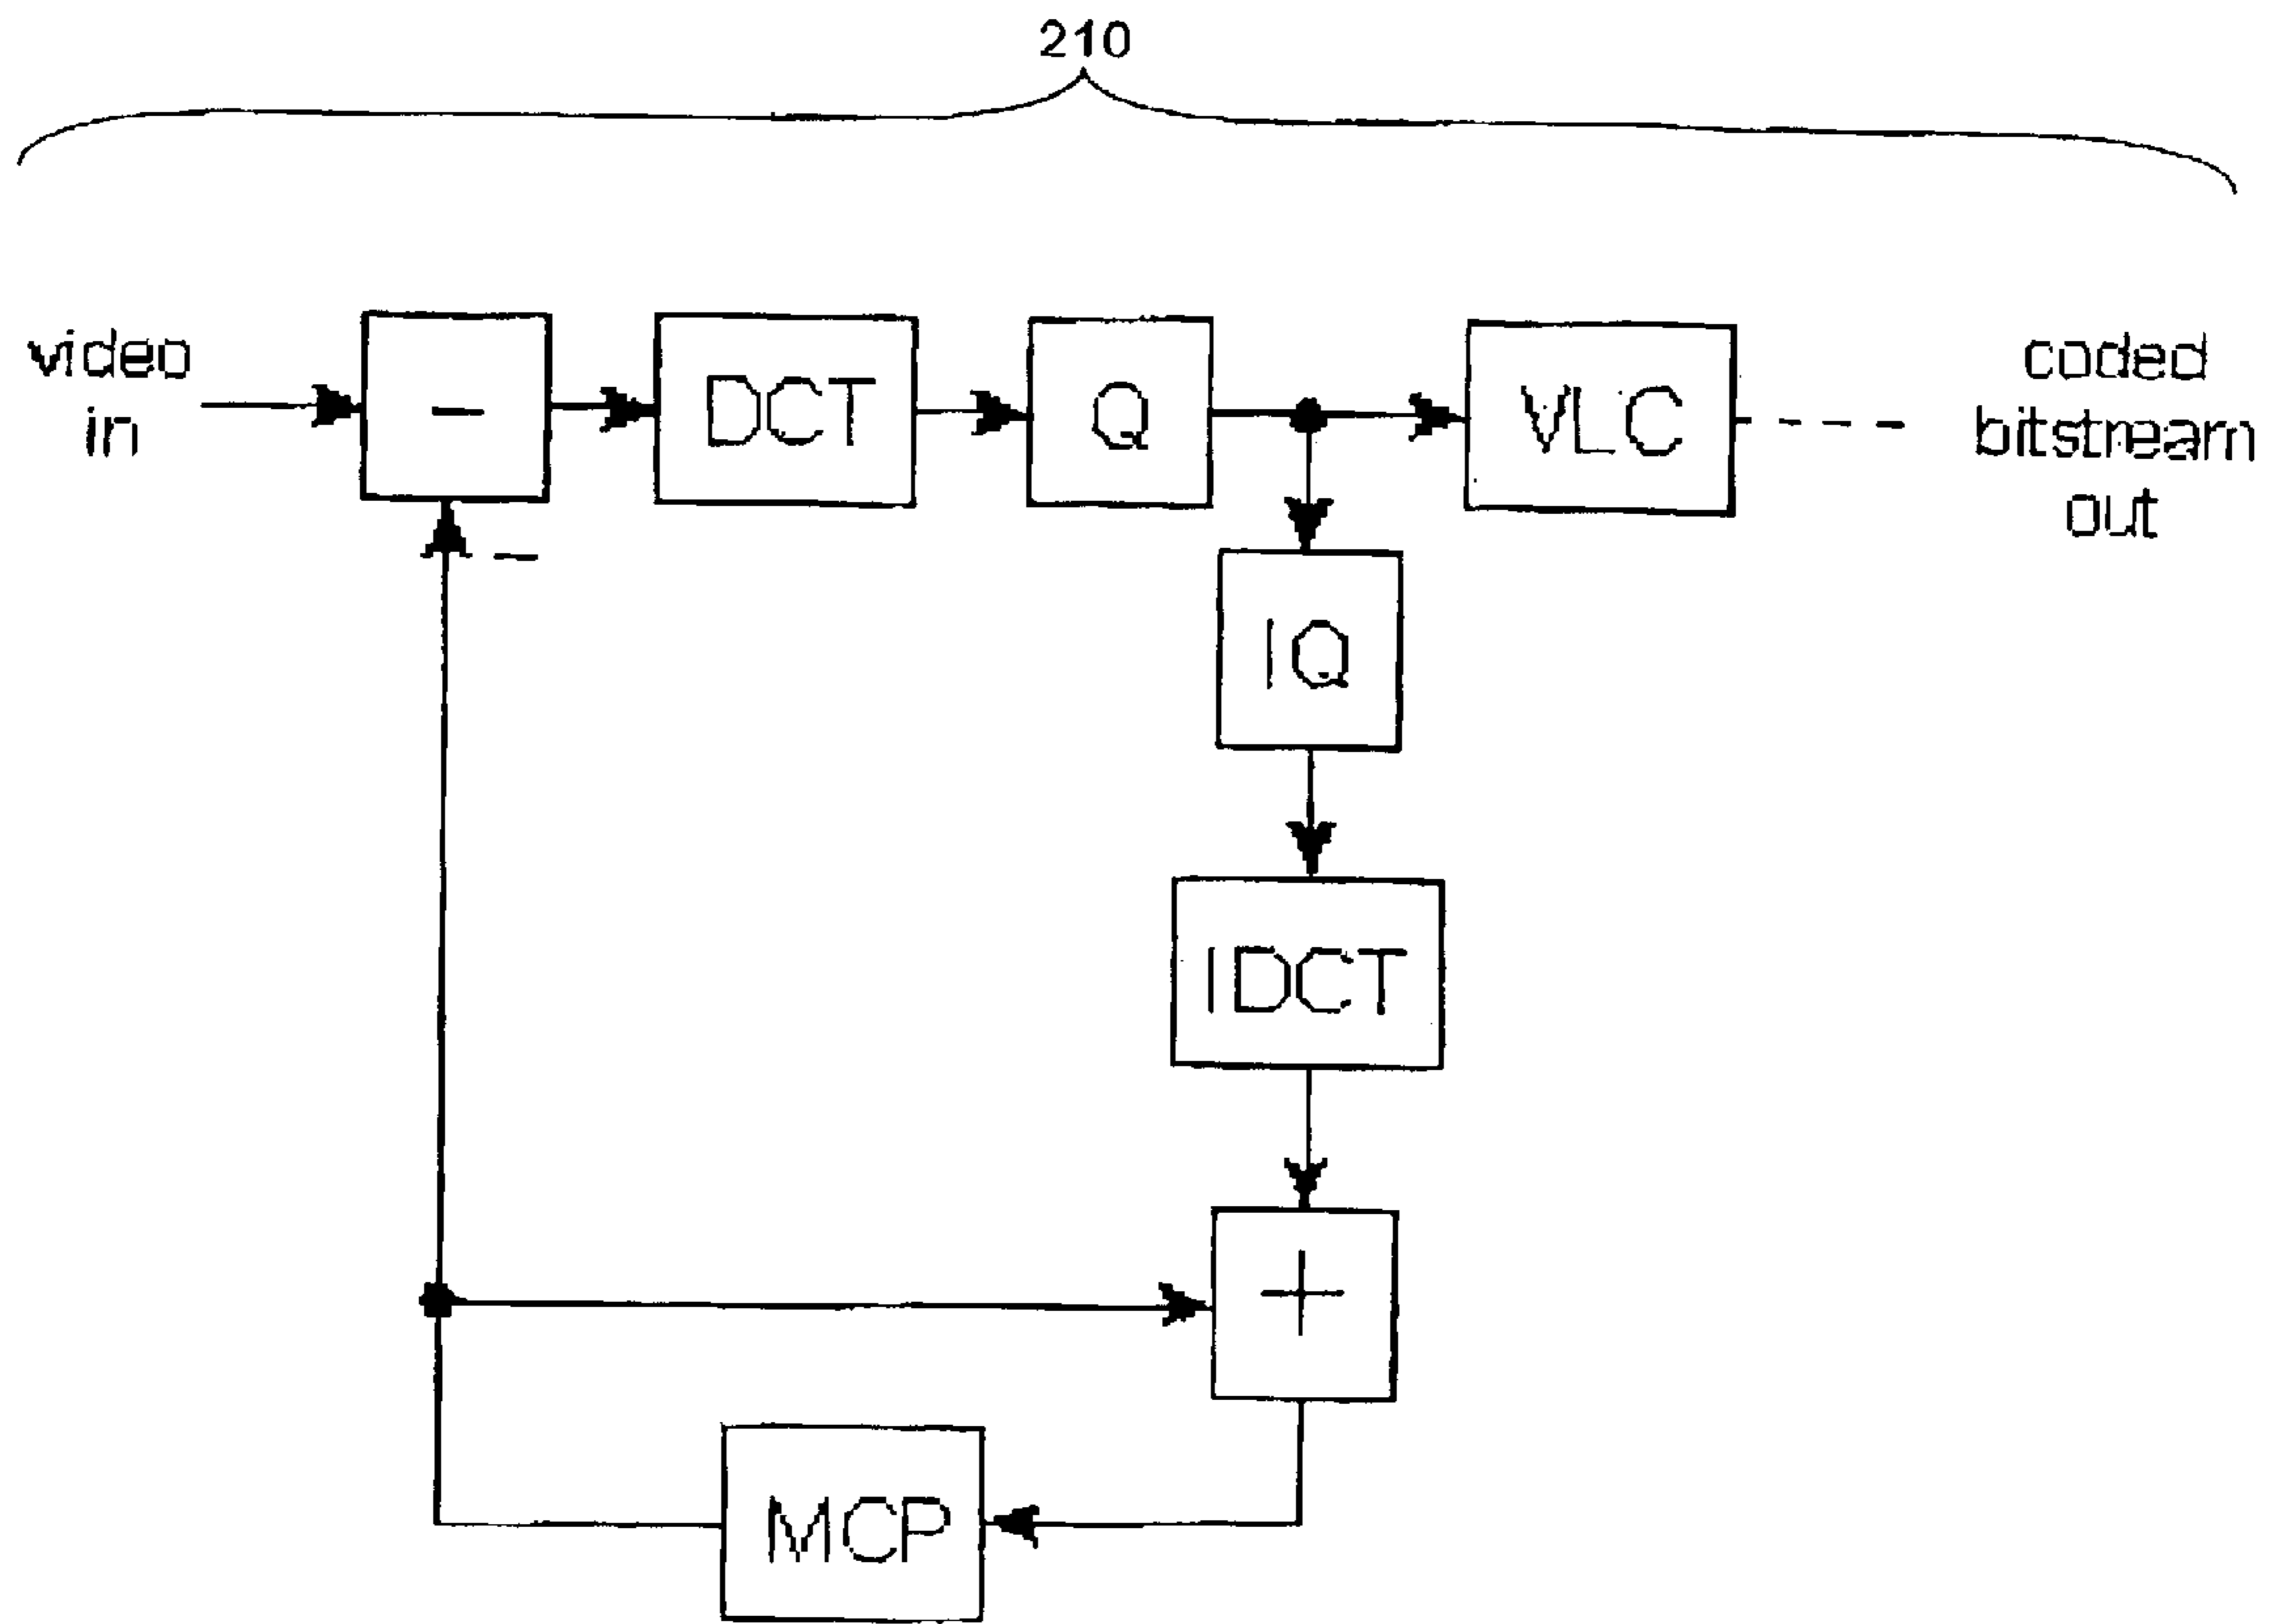 210
video
in
-
DCT
Q
VLC
coded
bitstream
out
-
IQ
IDCT
+
MCP